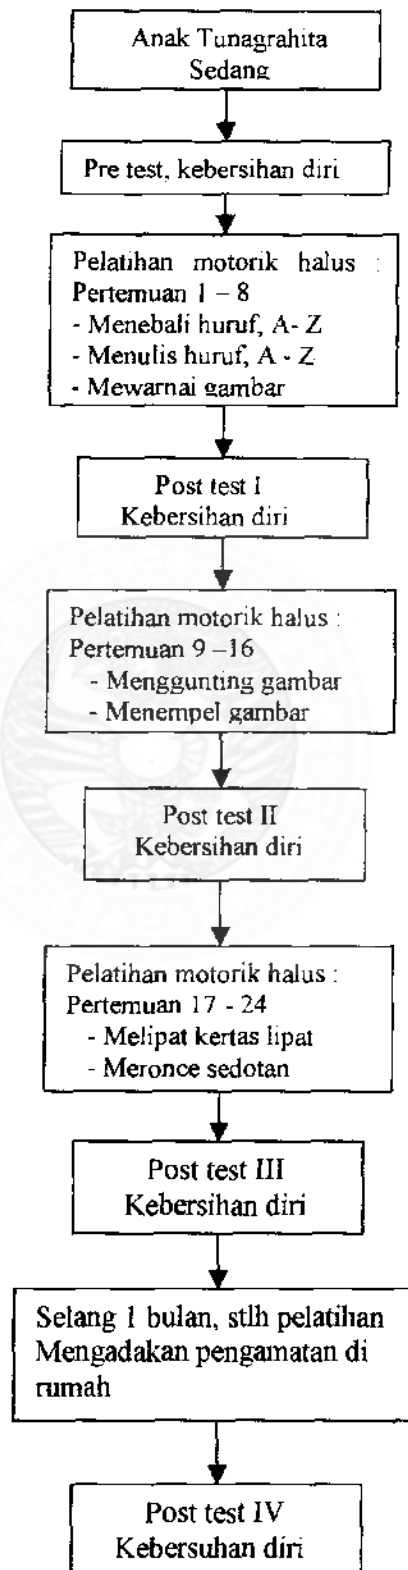 Anak Tunagrahita
Sedang
Pre test, kebersihan diri
Pelatihan motorik halus :
Pertemuan 1 – 8
- Menebali huruf, A- Z
- Menulis huruf, A - Z
- Mewarnai gambar
Post test I
Kebersihan diri
Pelatihan motorik halus :
Pertemuan 9 –16
- Menggunting gambar
- Menempel gambar
Post test II
Kebersihan diri
Pelatihan motorik halus :
Pertemuan 17 - 24
- Melipat kertas lipat
- Meronce sedotan
Post test III
Kebersihan diri
Selang 1 bulan, stlh pelatihan
Mengadakan pengamatan di
rumah
Post test IV
Kebersuhan diri